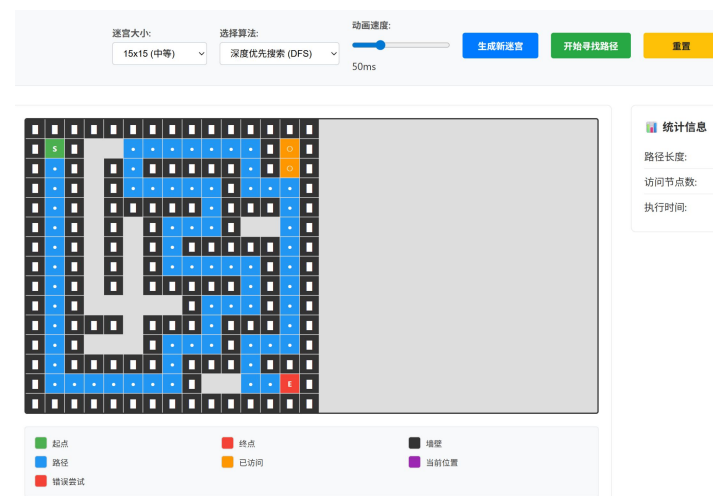 迷宫大小: 选择算法: 动画速度:
15x15 (中等) 深度优先搜索 (DFS) 生成新迷宫 开始寻找路径 重置
50ms
统计信息
路径长度:
访问节点数:
执行时间:
S
E
起点 终点 墙壁
路径 已访问 当前位置
错误尝试